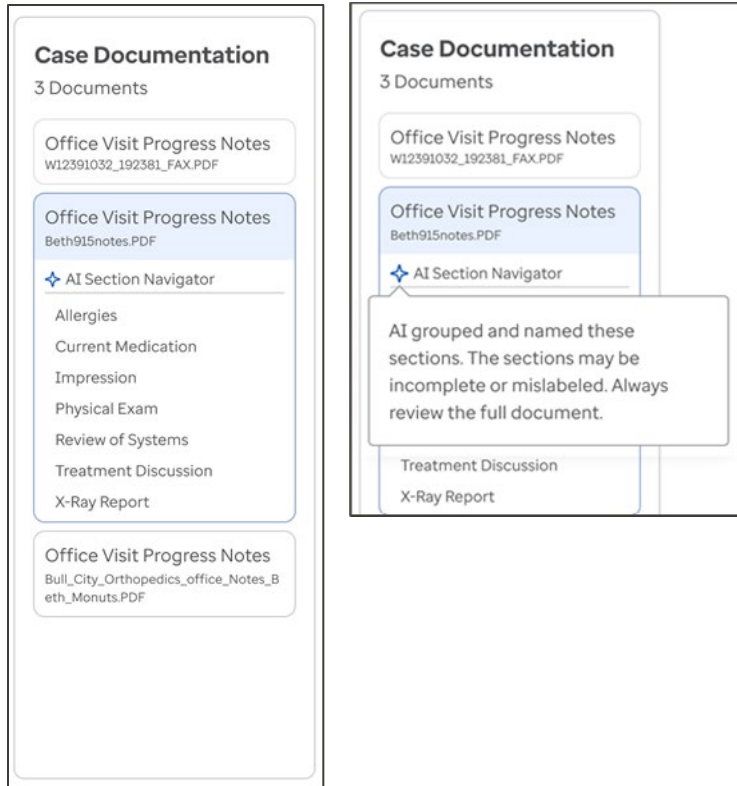 Case Documentation
3 Documents
Office Visit Progress Notes
W12391032_192381_FAX.PDF
Office Visit Progress Notes
Beth915notes.PDF
AI Section Navigator
Allergies
Current Medication
Impression
Physical Exam
Review of Systems
Treatment Discussion
X-Ray Report
Office Visit Progress Notes
Bull_City_Orthopedics_office_Notes_B
eth_Monuts.PDF
Case Documentation
3 Documents
Office Visit Progress Notes
W12391032_192381_FAX.PDF
Office Visit Progress Notes
Beth915notes.PDF
AI Section Navigator
AI grouped and named these
sections. The sections may be
incomplete or mislabeled. Always
review the full document.
Treatment Discussion
X-Ray Report